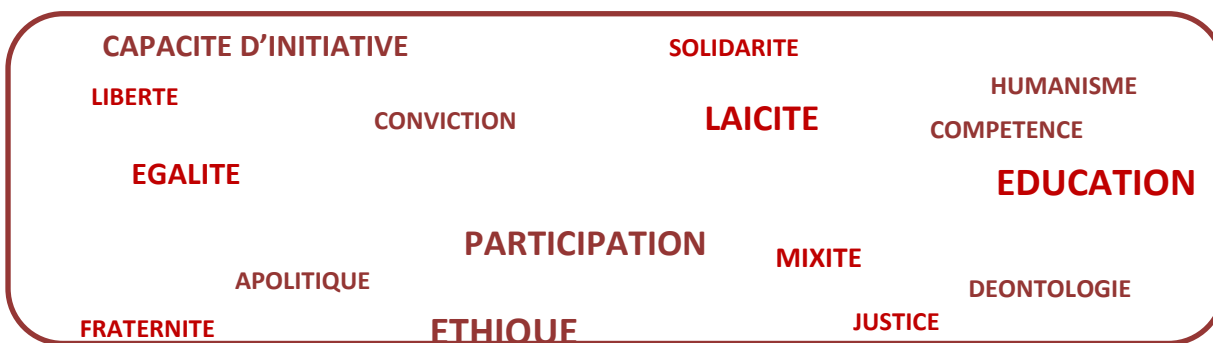 CAPACITE D'INITIATIVE
SOLIDARITE
HUMANISME
LIBERTE
CONVICTION
LAICITE
COMPETENCE
EGALITE
EDUCATION
PARTICIPATION
MIXITE
APOLITIQUE
DEONTOLOGIE
FRATERNITE
ETHIQUE
JUSTICE